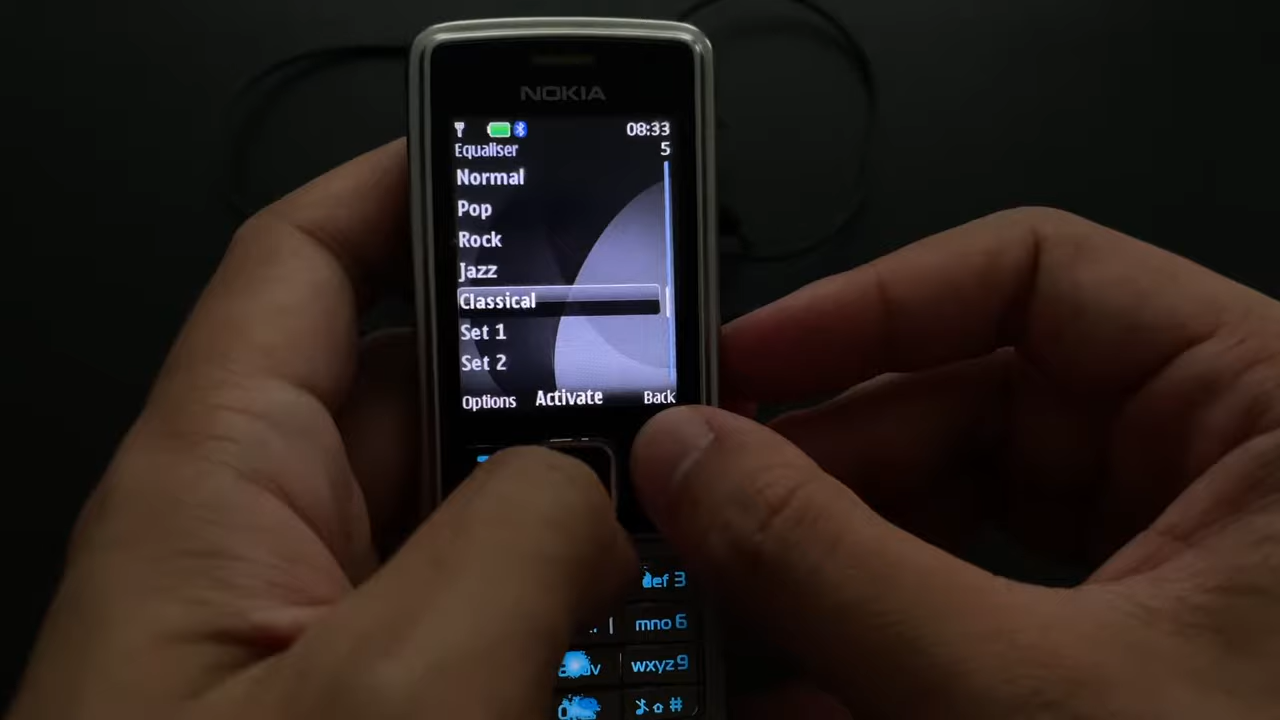 NOKIA
08:33
Equaliser 5
Normal
Pop
Rock
Jazz
Classical
Set 1
Set 2
Options Activate Back
def 3
mno 6
wxyz 9
#